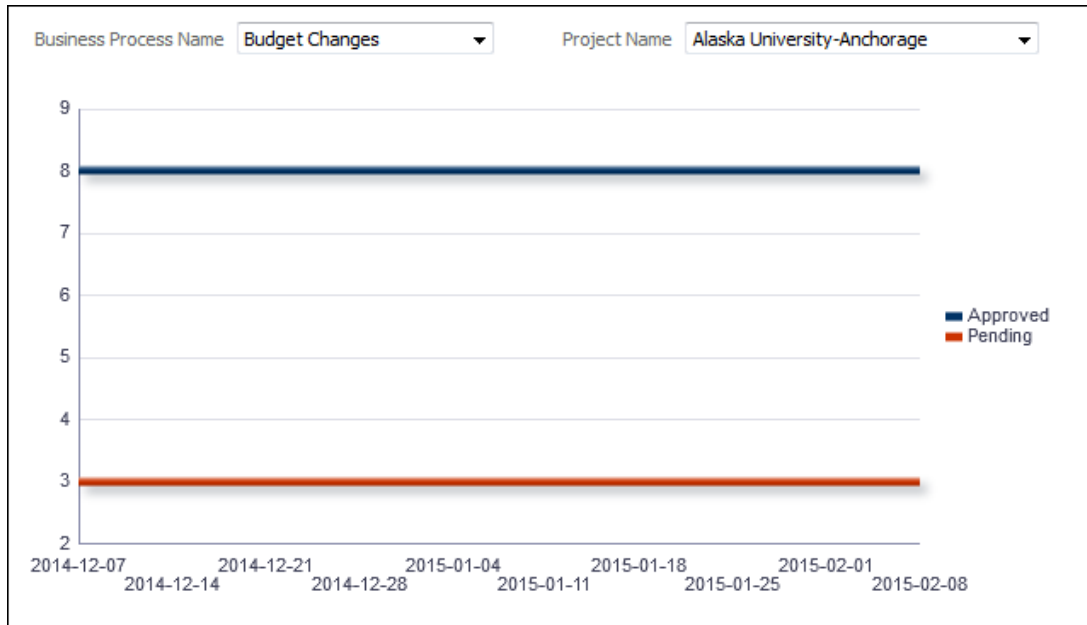 Business Process Name Budget Changes Project Name Alaska University-Anchorage
9
8
7
6
5
4
3
2
Approved
Pending
2014-12-07 2014-12-21 2015-01-04 2015-01-18 2015-02-01
2014-12-14 2014-12-28 2015-01-11 2015-01-25 2015-02-08